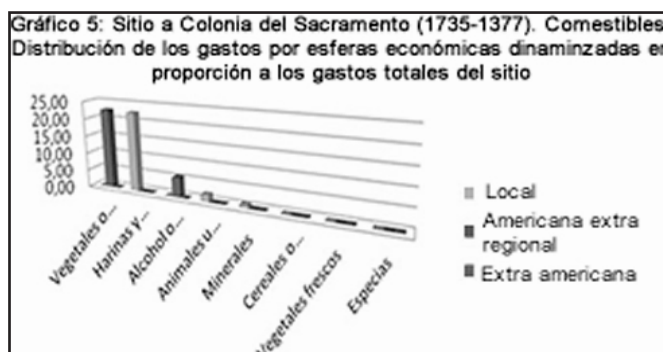 Gráfico 5: Sitio a Colonia del Sacramento (1735-1377). Comestibles
Distribución de los gastos por esferas económicas dinaminzadas en
proporción a los gastos totales del sitio
25,00
20,00
15,00
10,00
5,00
0,00
Vegetales o...
Harinas y...
Alcohol o...
Animales u...
Minerales
Cereales o...
Vegetales frescos
Especias
Local
Americana extra
regional
Extra americana